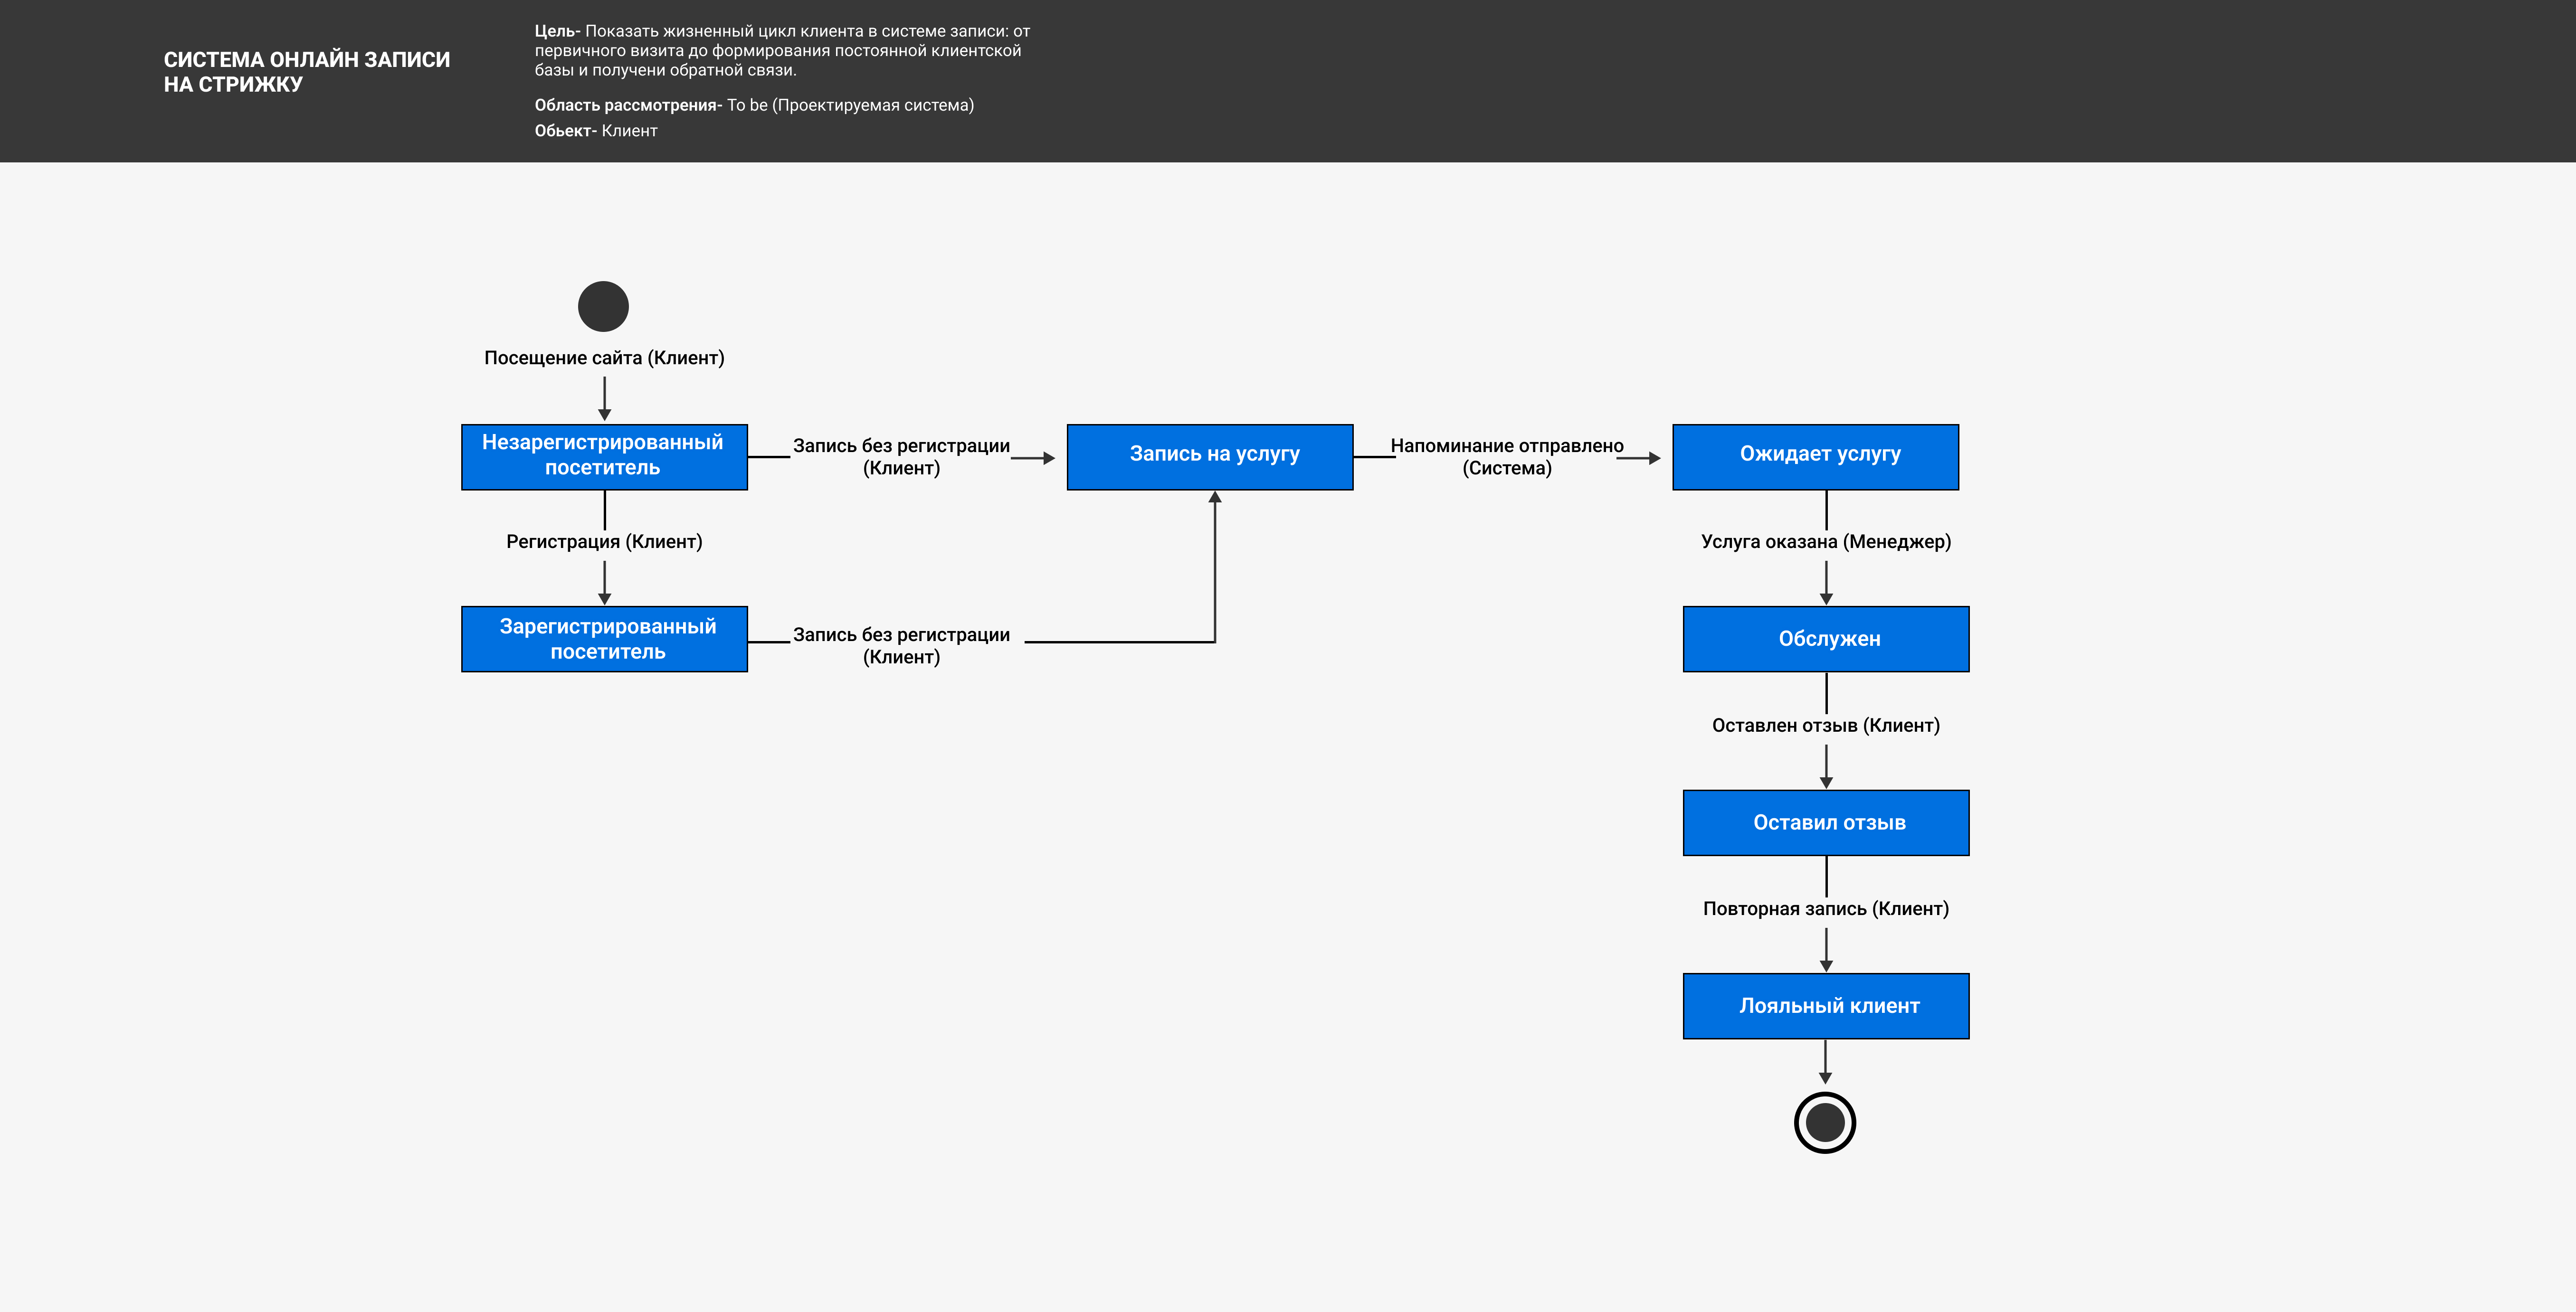 СИСТЕМА ОНЛАЙН ЗАПИСИ
НА СТРИЖКУ
Цель- Показать жизненный цикл клиента в системе записи: от
первичного визита до формирования постоянной клиентской
базы и получени обратной связи.
Область рассмотрения- To be (Проектируемая система)
Обьект- Клиент
Посещение сайта (Клиент)
Незарегистрированный
посетитель
Запись без регистрации
(Клиент)
Запись на услугу
Напоминание отправлено
(Система)
Ожидает услугу
Регистрация (Клиент)
Услуга оказана (Менеджер)
Зарегистрированный
посетитель
Запись без регистрации
(Клиент)
Обслужен
Оставлен отзыв (Клиент)
Оставил отзыв
Повторная запись (Клиент)
Лояльный клиент